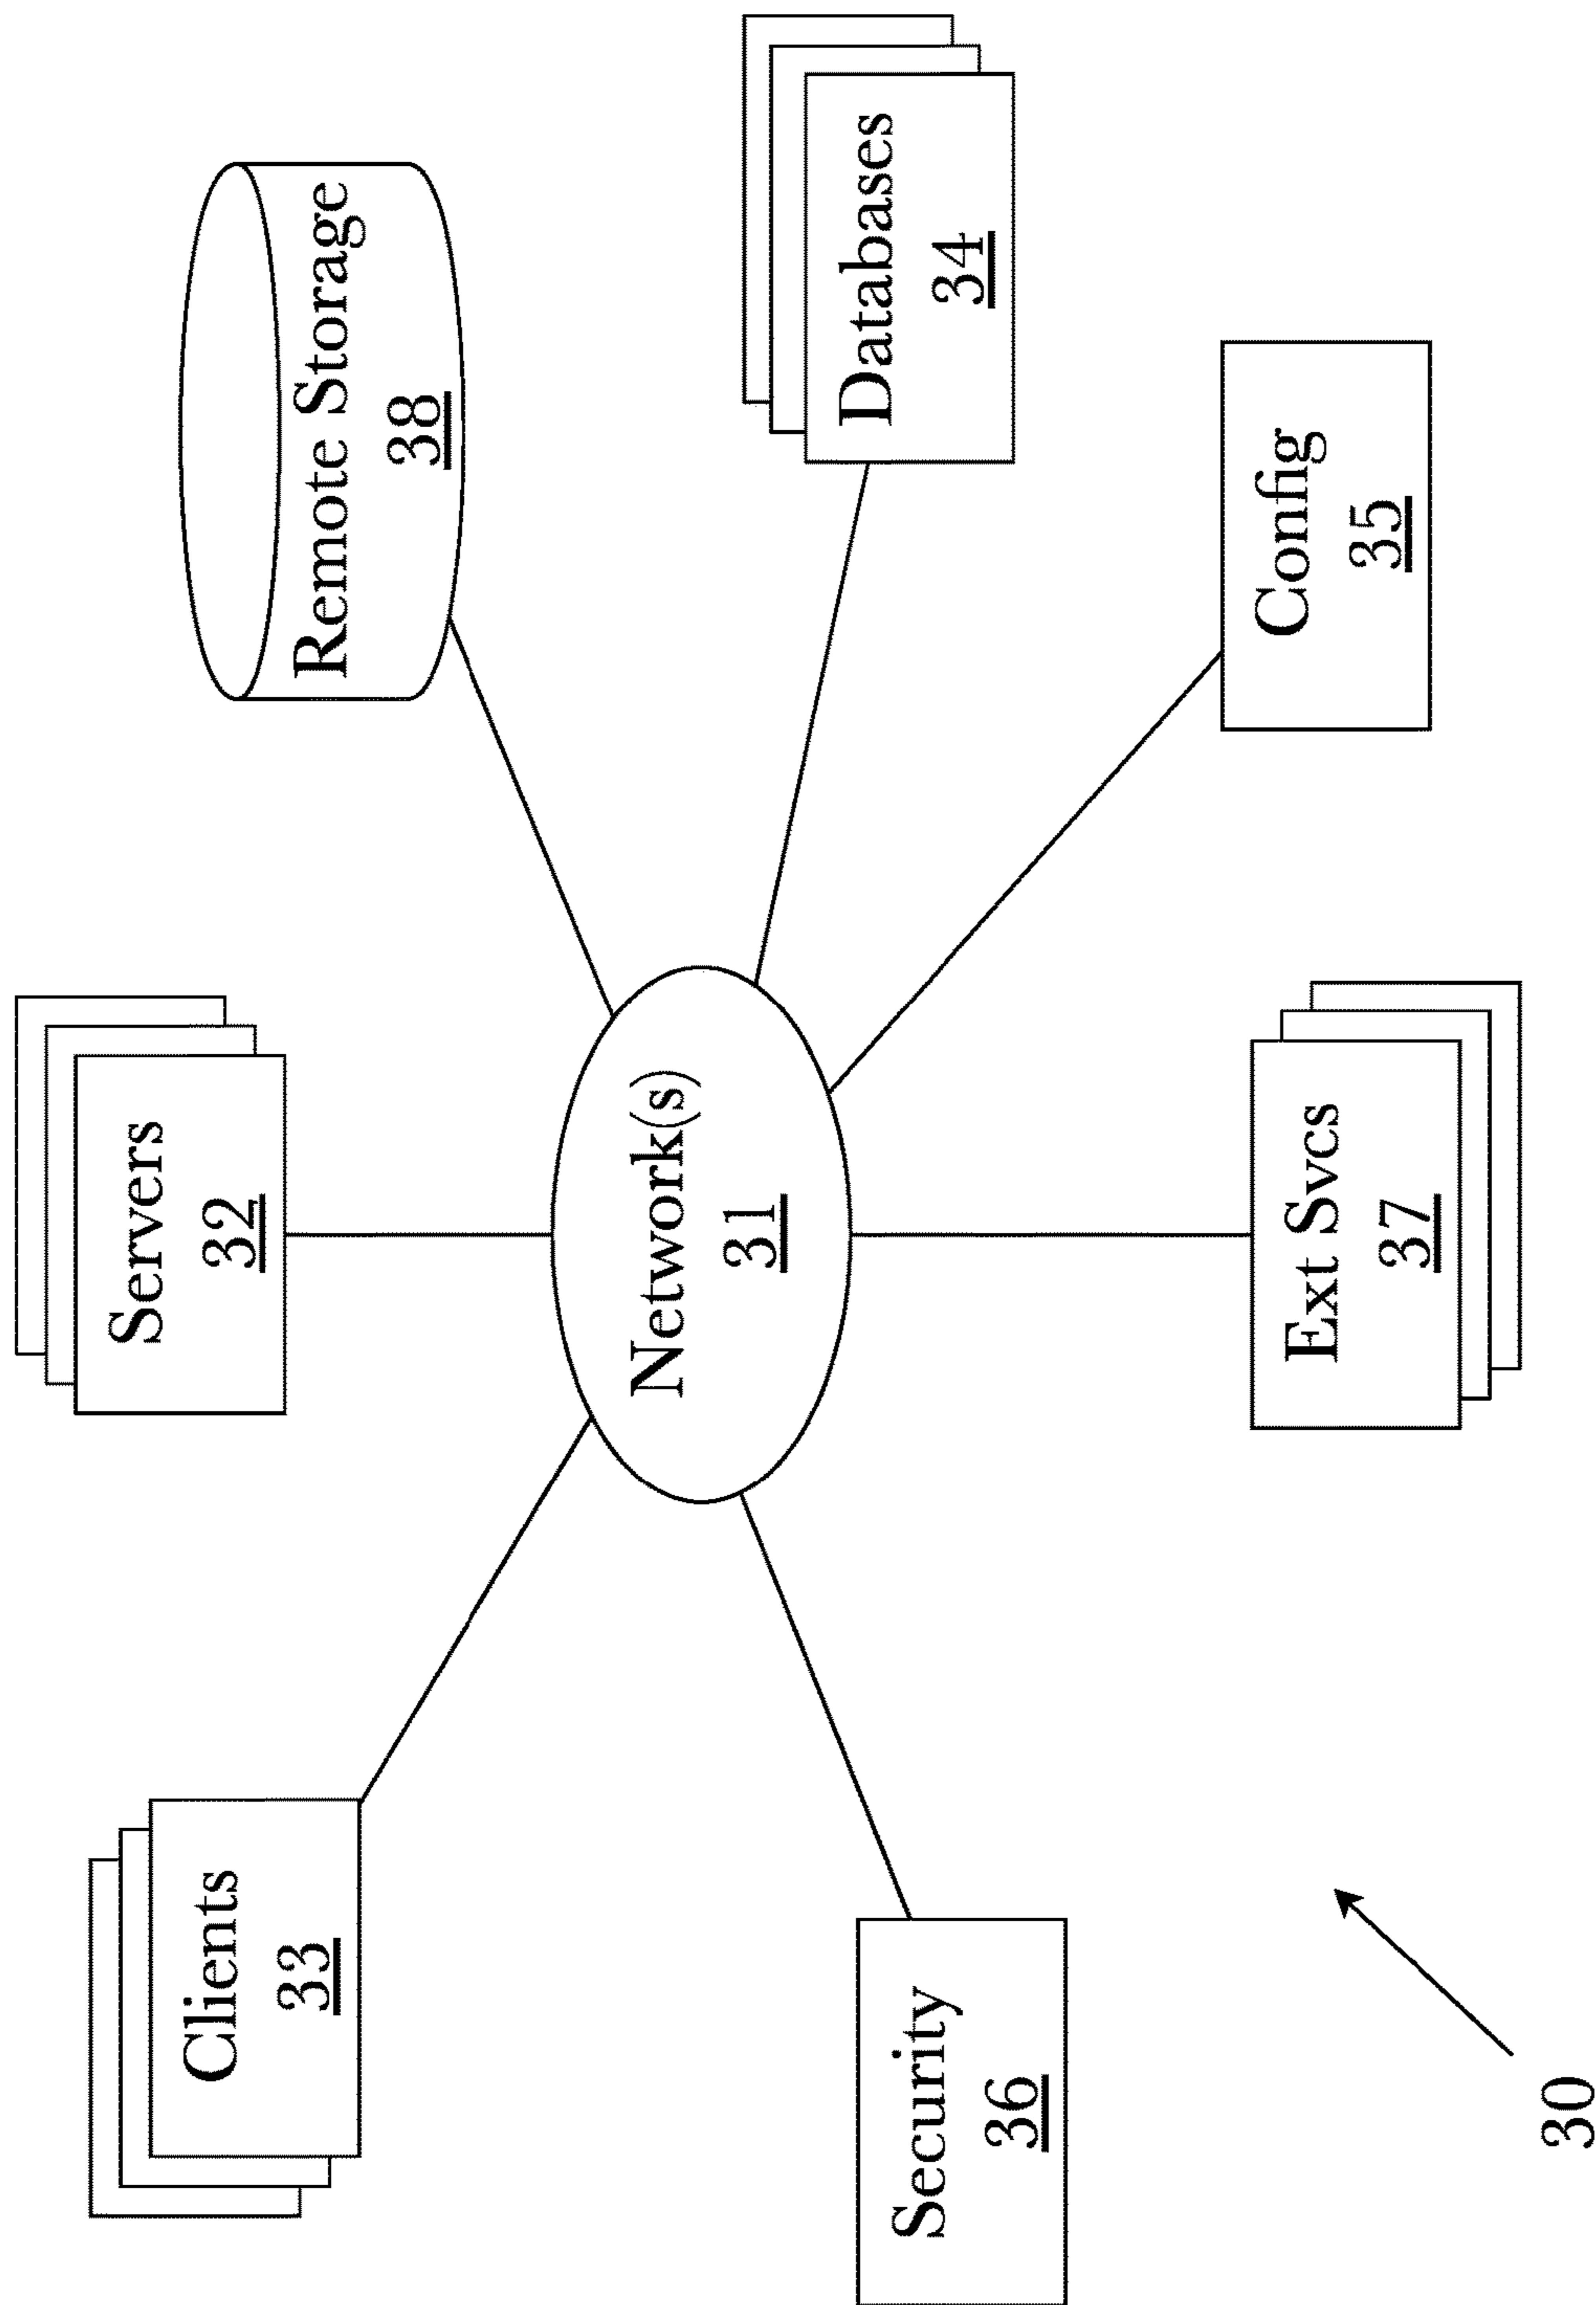 Clients
33
Servers
32
Remote Storage
38
Network(s)
31
Databases
34
Security
36
Ext Svcs
37
Config
35
30